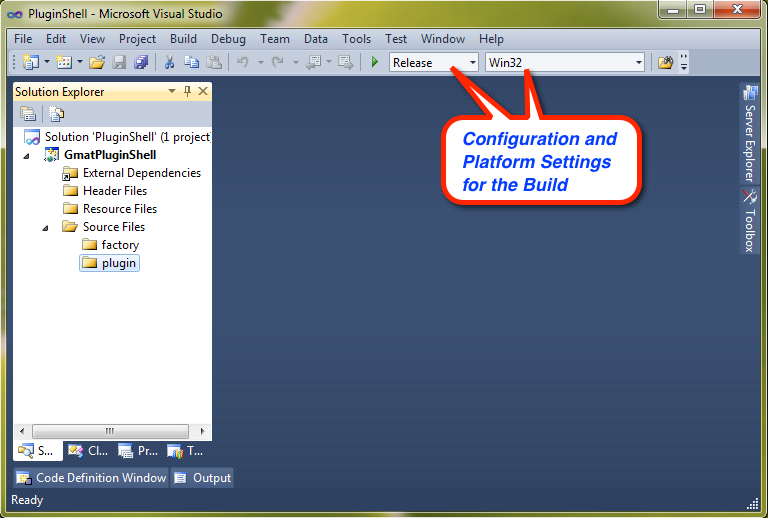 PluginShell - Microsoft Visual Studio
File Edit View Project Build Debug Team Data Tools Test Window Help
Release Win32
Solution Explorer
Solution 'PluginShell' (1 project
GmatPluginShell
External Dependencies
Header Files
Resource Files
Source Files
factory
plugin
Configuration and
Platform Settings
for the Build
Server Explorer
Toolbox
S... Cl... Pr... T...
Code Definition Window Output
Ready